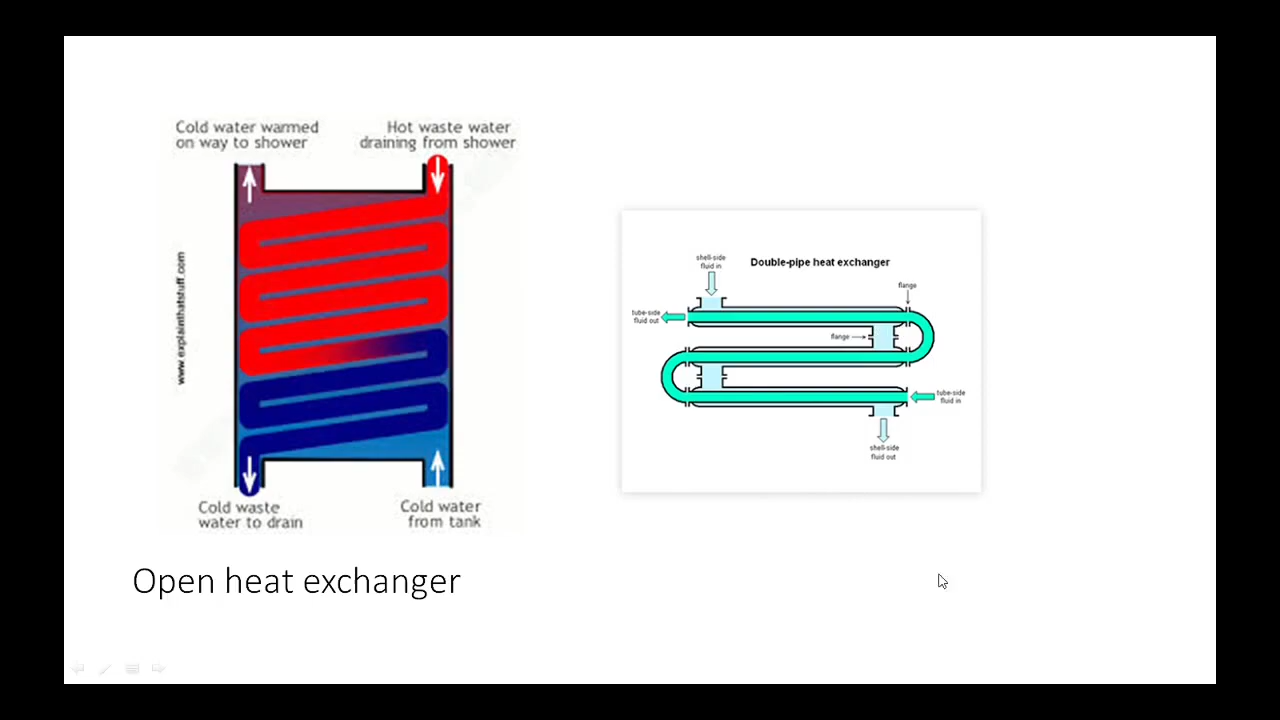 Cold water warmed
on way to shower
Hot waste water
draining from shower
www.explainthatstuff.com
Cold waste
water to drain
Cold water
from tank
Double-pipe heat exchanger
shell-side
fluid in
flange
tube-side
fluid out
flange
tube-side
fluid in
shell-side
fluid out
Open heat exchanger